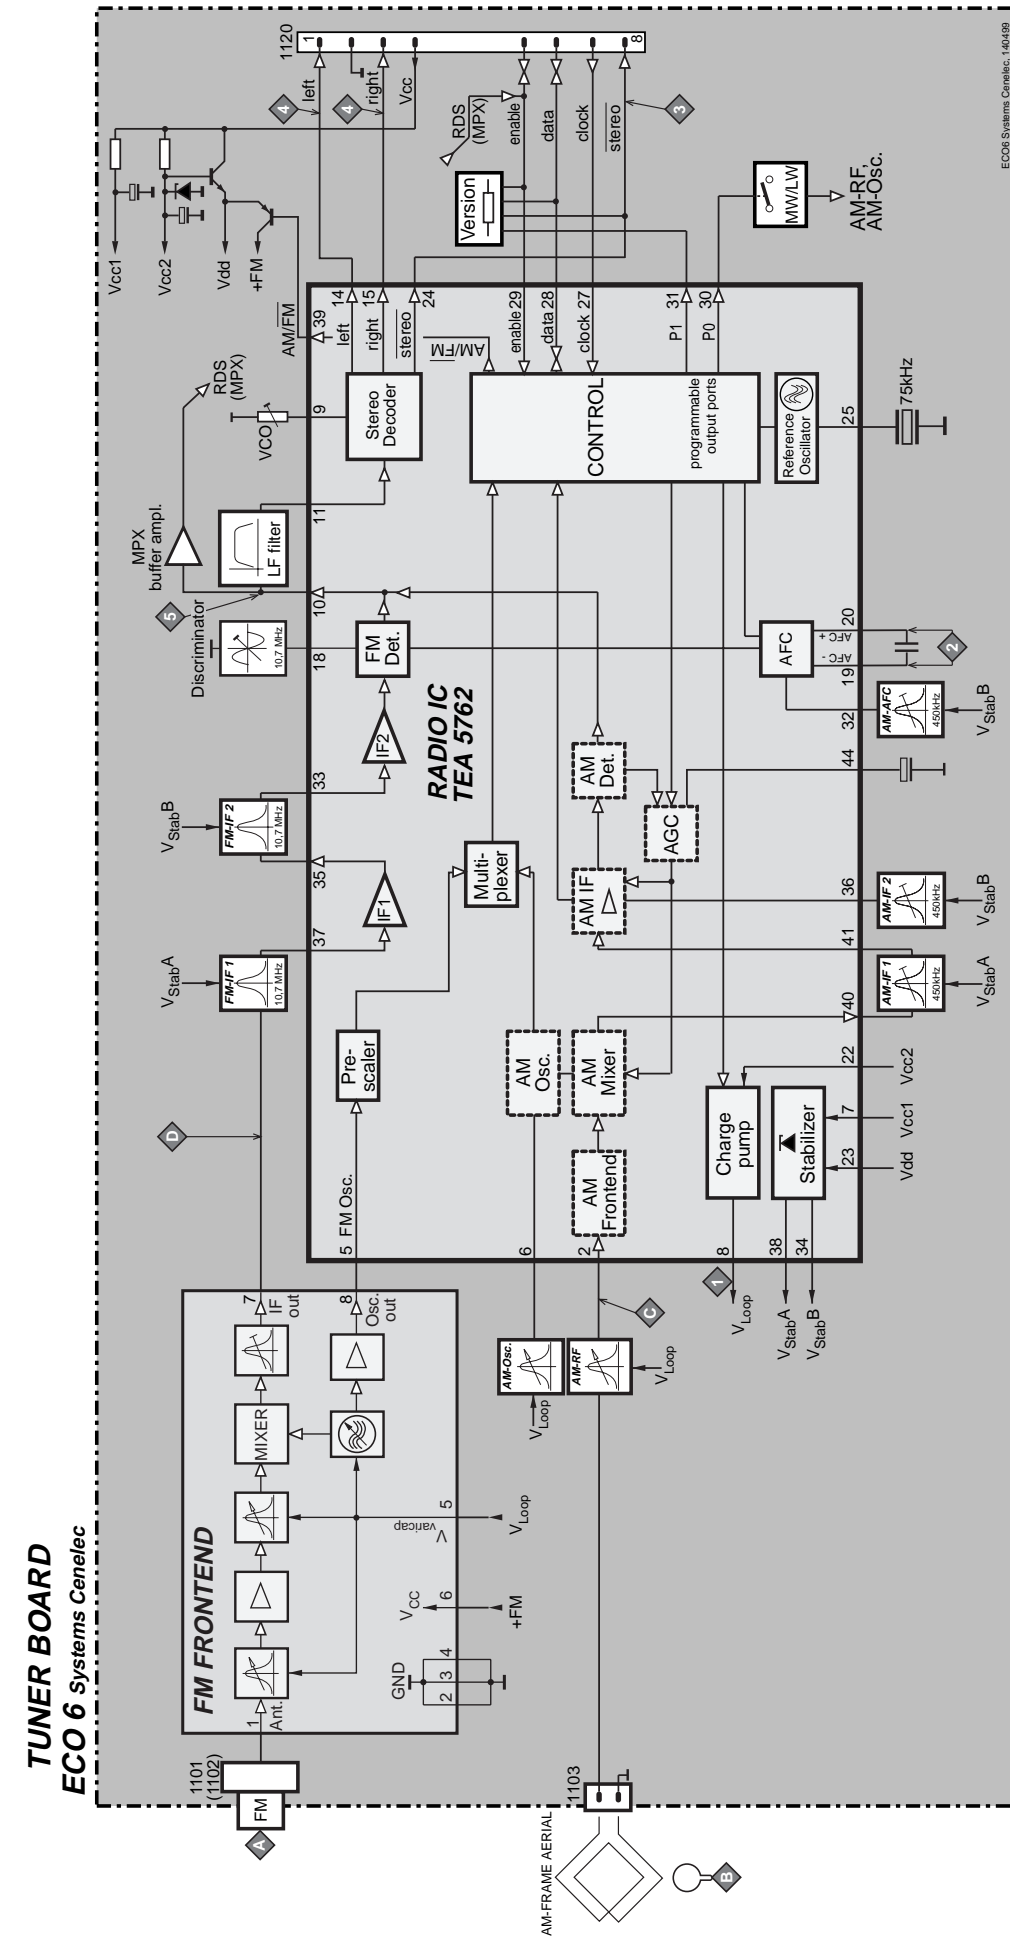 TUNER BOARD
ECO 6 Systems Cenelec
A
FM
1101
(1102)
AM-FRAME AERIAL
1103
B
FM FRONTEND
1
Ant.
MIXER
7
IF
out
8
Osc.
out
GND
2 3 4
VCC
6
+FM
Vvaricap
5
VLoop
D
C
AM-Osc.
VLoop
AM-RF
VLoop
VStabA
FM-IF 1
10,7 MHz
VStabB
FM-IF 2
10,7 MHz
Discriminator
10,7 MHz
5
MPX
buffer ampl.
LF filter
VCO
RDS
(MPX)
RADIO IC
TEA 5762
5 FM Osc.
6
2
8
1
VLoop
38
VStabA
34
VStabB
37
35
33
18
10
11
9
39
AM/FM
14
left
15
right
24
stereo
AM/FM
enable 29
data 28
clock 27
31
P1
30
P0
Pre-
scaler
IF1
IF2
FM
Det.
Stereo
Decoder
Multi-
plexer
AM
Osc.
AM
Frontend
AM
Mixer
AM IF
AM
Det.
AGC
AFC
CONTROL
programmable
output ports
Reference
Oscillator
Charge
pump
Stabilizer
23
Vdd
7
Vcc1
22
Vcc2
40
41
AM-IF 1
450kHz
VStabA
36
AM-IF 2
450kHz
VStabB
44
32
AM-AFC
450kHz
VStabB
19
AFC -
20
AFC +
2
25
75kHz
Vcc1
Vcc2
Vdd
+FM
1120
1
left
4
right
4
Vcc
RDS
(MPX)
enable
data
clock
stereo
8
3
Version
MW/LW
AM-RF,
AM-Osc.
ECO6 Systems Cenelec, 140499